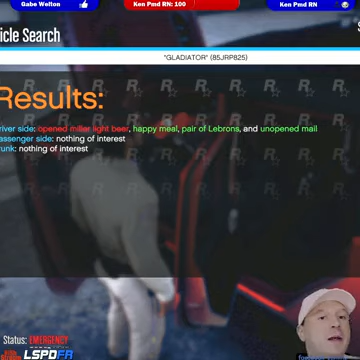 Gabe Welton
Ken Pmd RN: 100
Ken Pmd RN
icle Search
"GLADIATOR" (85JRP825)
Results:
river side: opened miller light beer, happy meal, pair of Lebrons, and unopened mail
assenger side: nothing of interest
runk: nothing of interest
Status: EMERGENCY
LSPDFR